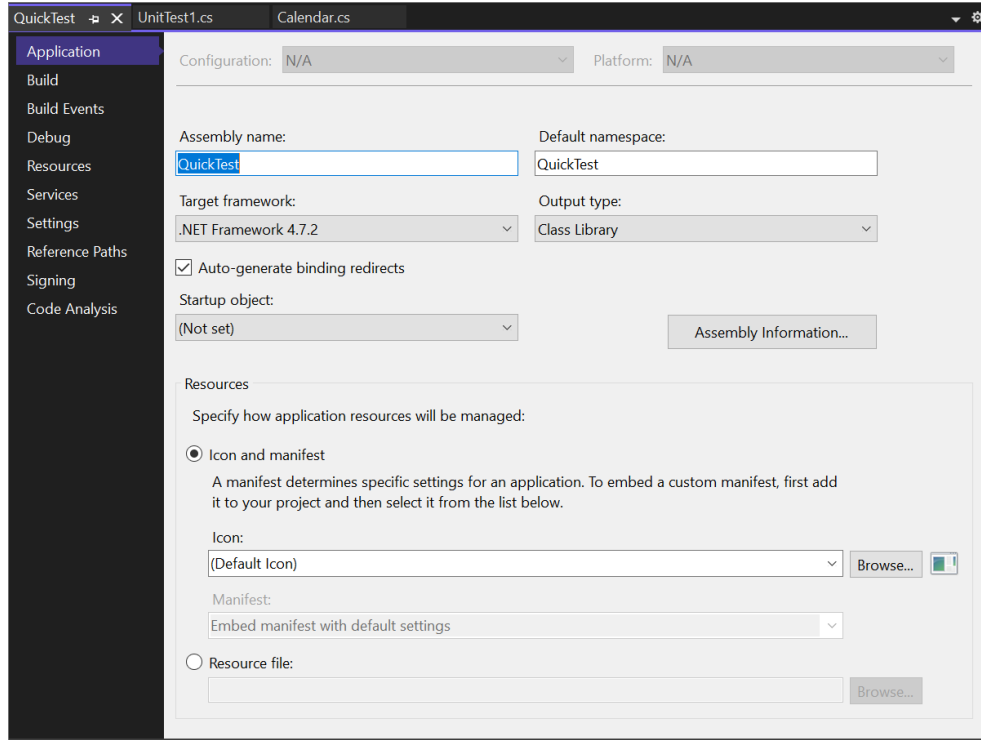 QuickTest
UnitTest1.cs
Calendar.cs
Application
Build
Build Events
Debug
Resources
Services
Settings
Reference Paths
Signing
Code Analysis
Configuration: N/A
Platform: N/A
Assembly name:
Default namespace:
QuickTest
QuickTest
Target framework:
Output type:
.NET Framework 4.7.2
Class Library
Auto-generate binding redirects
Startup object:
(Not set)
Assembly Information...
Resources
Specify how application resources will be managed:
Icon and manifest
A manifest determines specific settings for an application. To embed a custom manifest, first add
it to your project and then select it from the list below.
Icon:
(Default Icon)
Browse...
Manifest:
Embed manifest with default settings
Resource file:
Browse...